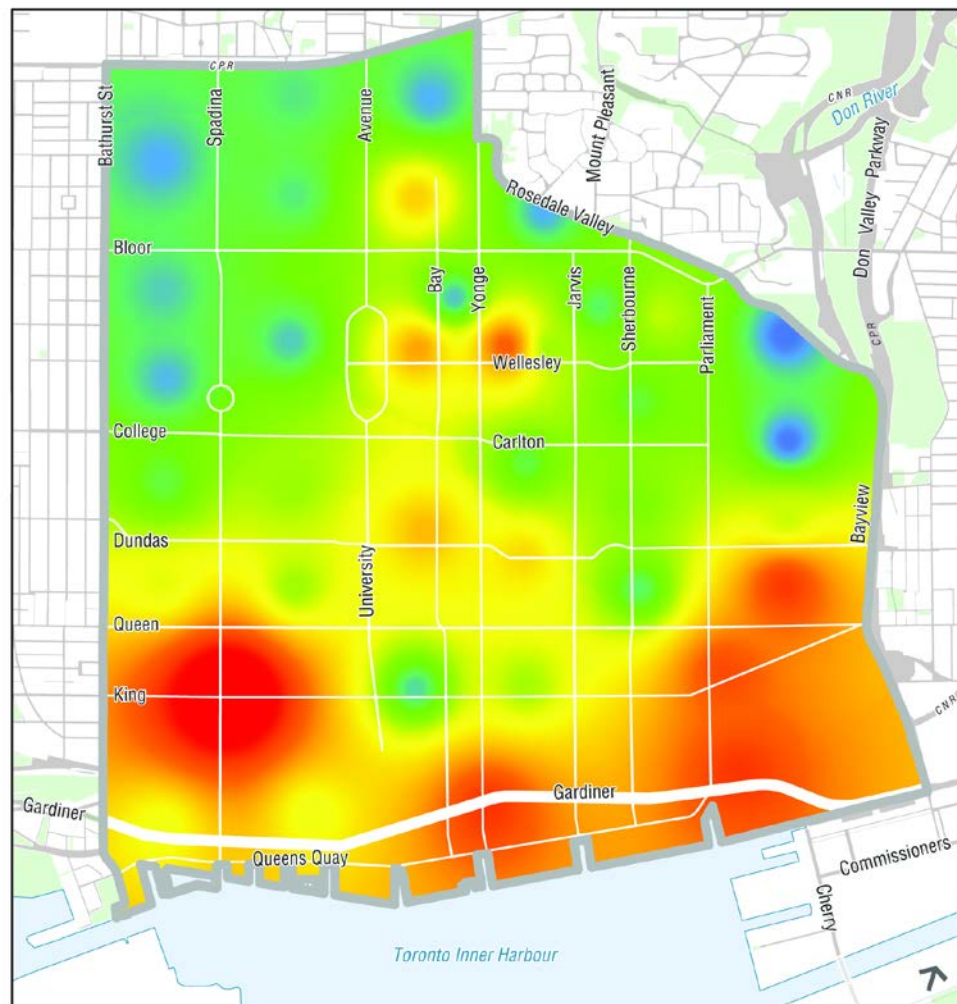 CPR
Bathurst St
Spadina
Avenue
Mount Pleasant
CNR
Don River
Don Valley Parkway
Rosedale Valley
Bloor
Bay
Yonge
Jarvis
Sherbourne
Parliament
CPR
Wellesley
College
Carlton
Dundas
University
Bayview
Queen
King
CNR
Gardiner
Gardiner
Queens Quay
Commissioners
Cherry
Toronto Inner Harbour